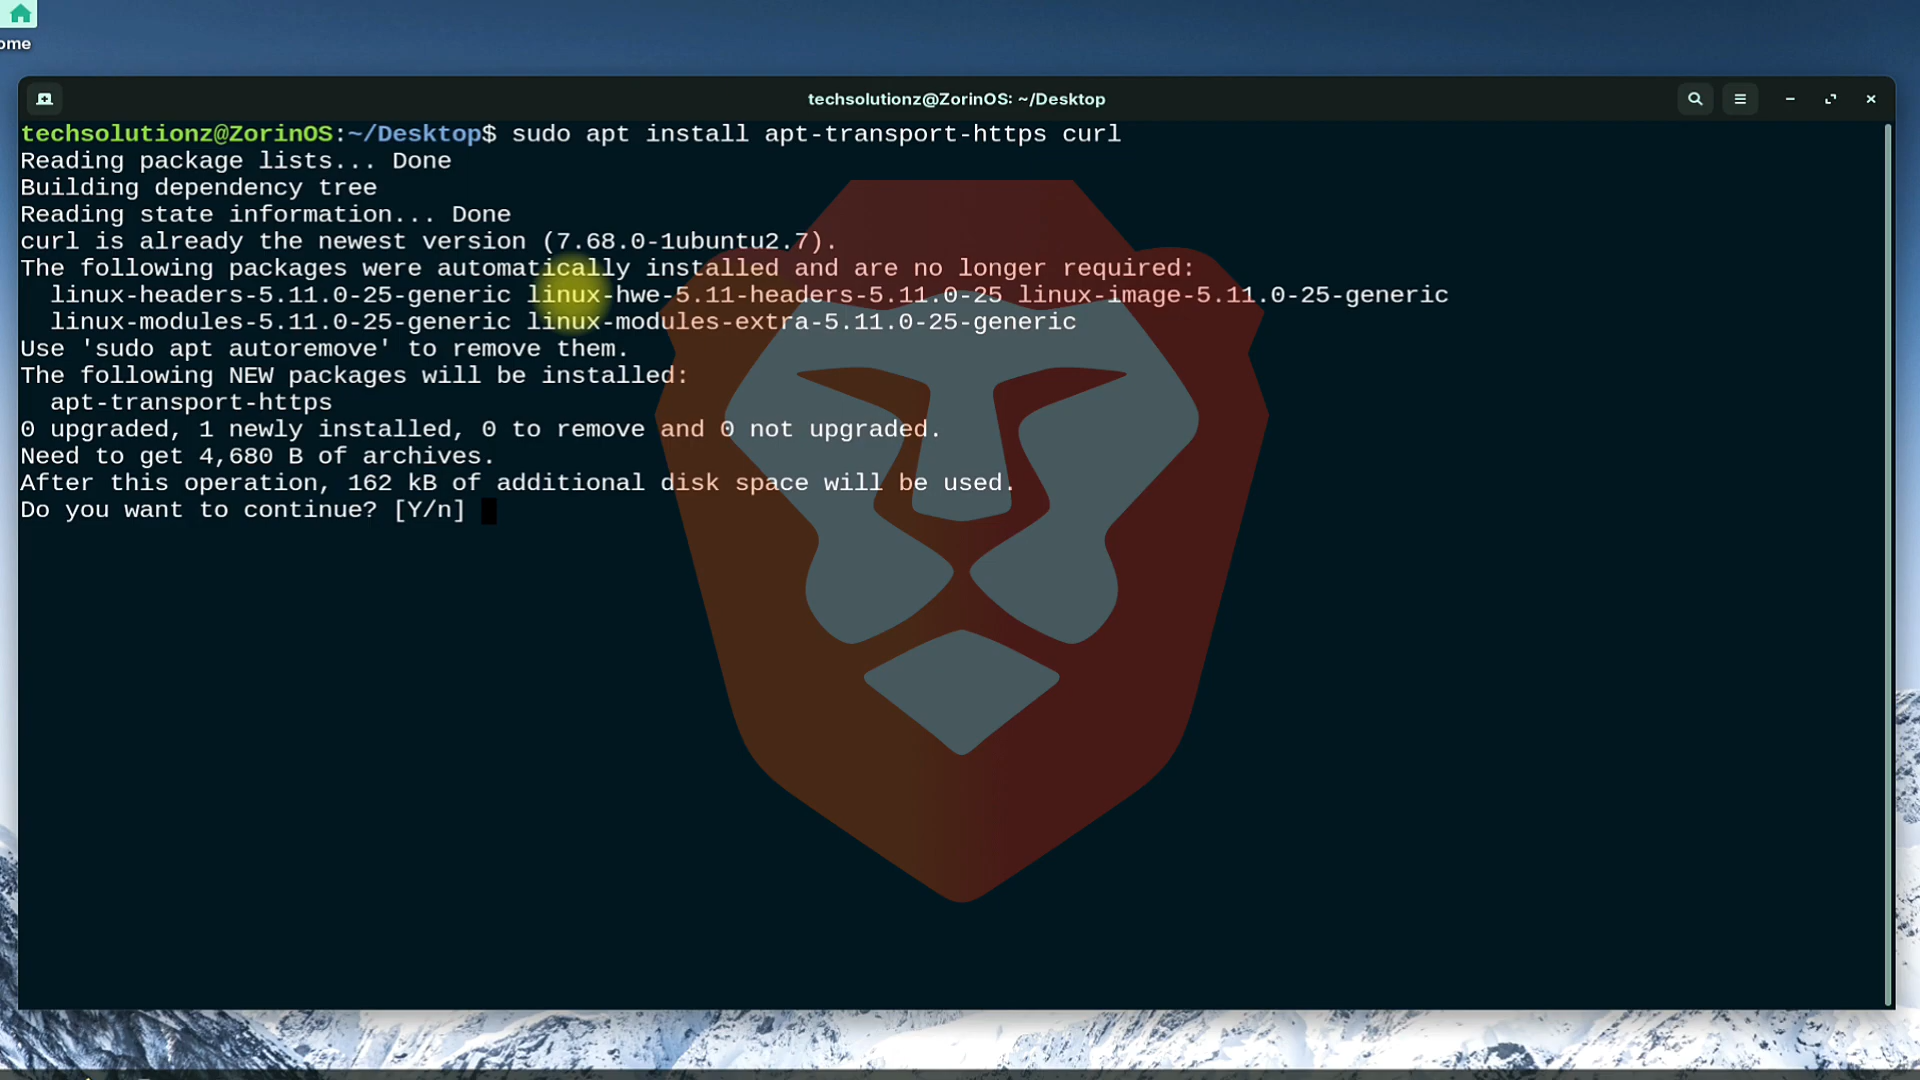 ome
techsolutionz@ZorinOS: ~/Desktop
techsolutionz@ZorinOS:~/Desktop$ sudo apt install apt-transport-https curl
Reading package lists... Done
Building dependency tree
Reading state information... Done
curl is already the newest version (7.68.0-1ubuntu2.7).
The following packages were automatically installed and are no longer required:
  linux-headers-5.11.0-25-generic linux-hwe-5.11-headers-5.11.0-25 linux-image-5.11.0-25-generic
  linux-modules-5.11.0-25-generic linux-modules-extra-5.11.0-25-generic
Use 'sudo apt autoremove' to remove them.
The following NEW packages will be installed:
  apt-transport-https
0 upgraded, 1 newly installed, 0 to remove and 0 not upgraded.
Need to get 4,680 B of archives.
After this operation, 162 kB of additional disk space will be used.
Do you want to continue? [Y/n]